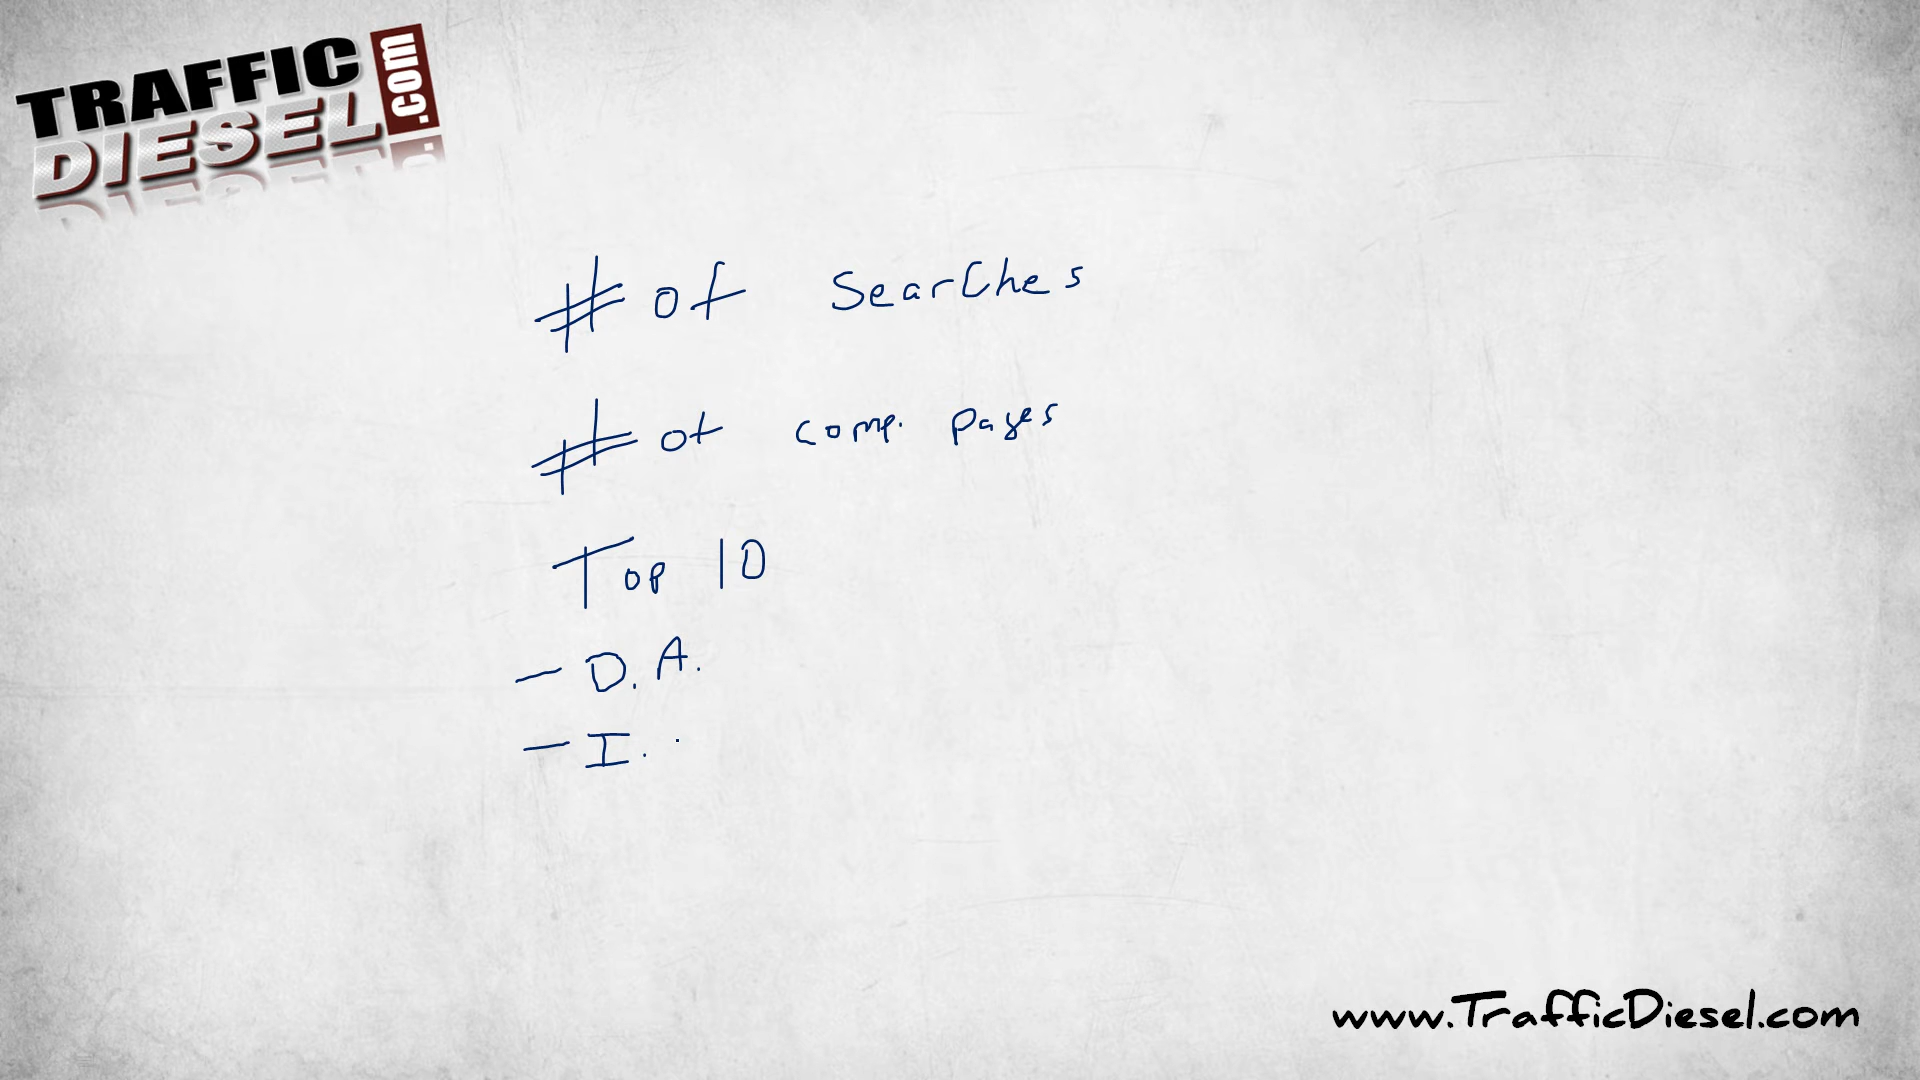 TRAFFIC
DIESEL .com
# of Searches
# of comp. pages
Top 10
- D.A.
- I. .
www.TrafficDiesel.com